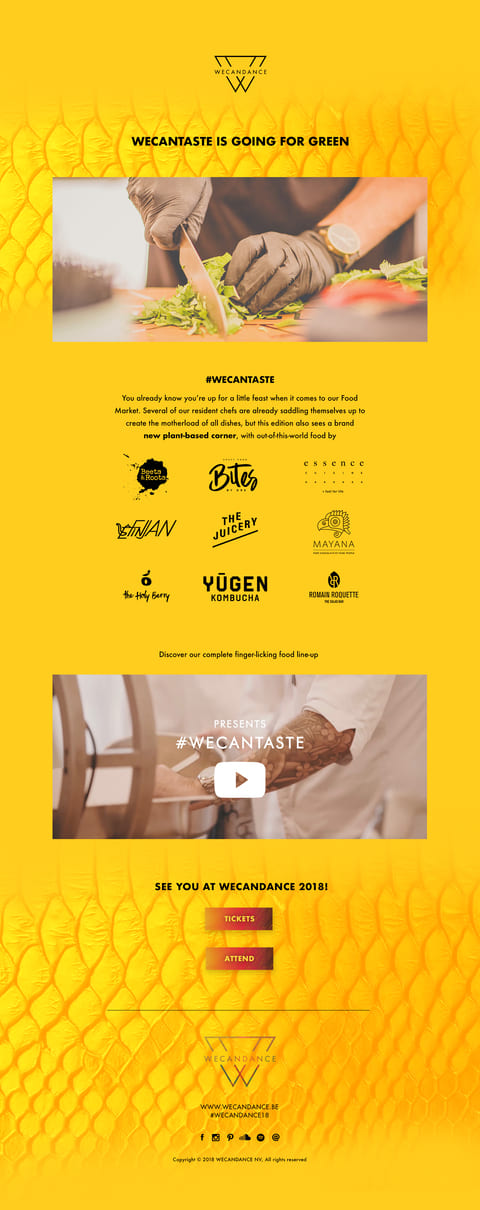 WECANDANCE
WECANTASTE IS GOING FOR GREEN
#WECANTASTE
You already know you're up for a little feast when it comes to our Food
Market. Several of our resident chefs are already saddling themselves up to
create the motherhood of all dishes, but this edition also sees a brand
new plant-based corner, with out-of-this-world food by
Beets
& Roots
Bites
essence
+ fuel for life
FINJAN
THE
JUICERY
MAYANA
the Holy Berry
YŪGEN
KOMBUCHA
ROMAIN ROQUETTE
THE SALAD BAR
Discover our complete finger-licking food line-up
PRESENTS
#WECANTASTE
SEE YOU AT WECANDANCE 2018!
TICKETS
ATTEND
WECANDANCE
WWW.WECANDANCE.BE
#WECANDANCE18
Copyright © 2018 WECANDANCE NV, All rights reserved